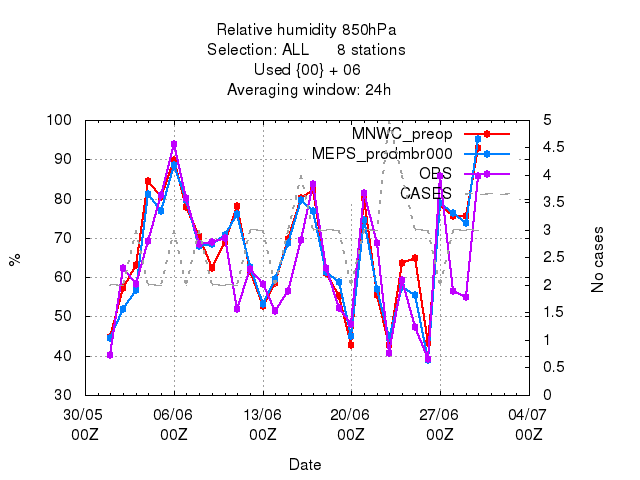 Relative humidity 850hPa
Selection: ALL 8 stations
Used {00} + 06
Averaging window: 24h
MNWC_preop
MEPS_prodmbr000
OBS
CASES
100
90
80
70
60
50
40
30
%
5
4.5
4
3.5
3
2.5
2
1.5
1
0.5
0
No cases
30/05 06/06 13/06 20/06 27/06 04/07
00Z 00Z 00Z 00Z 00Z 00Z
Date